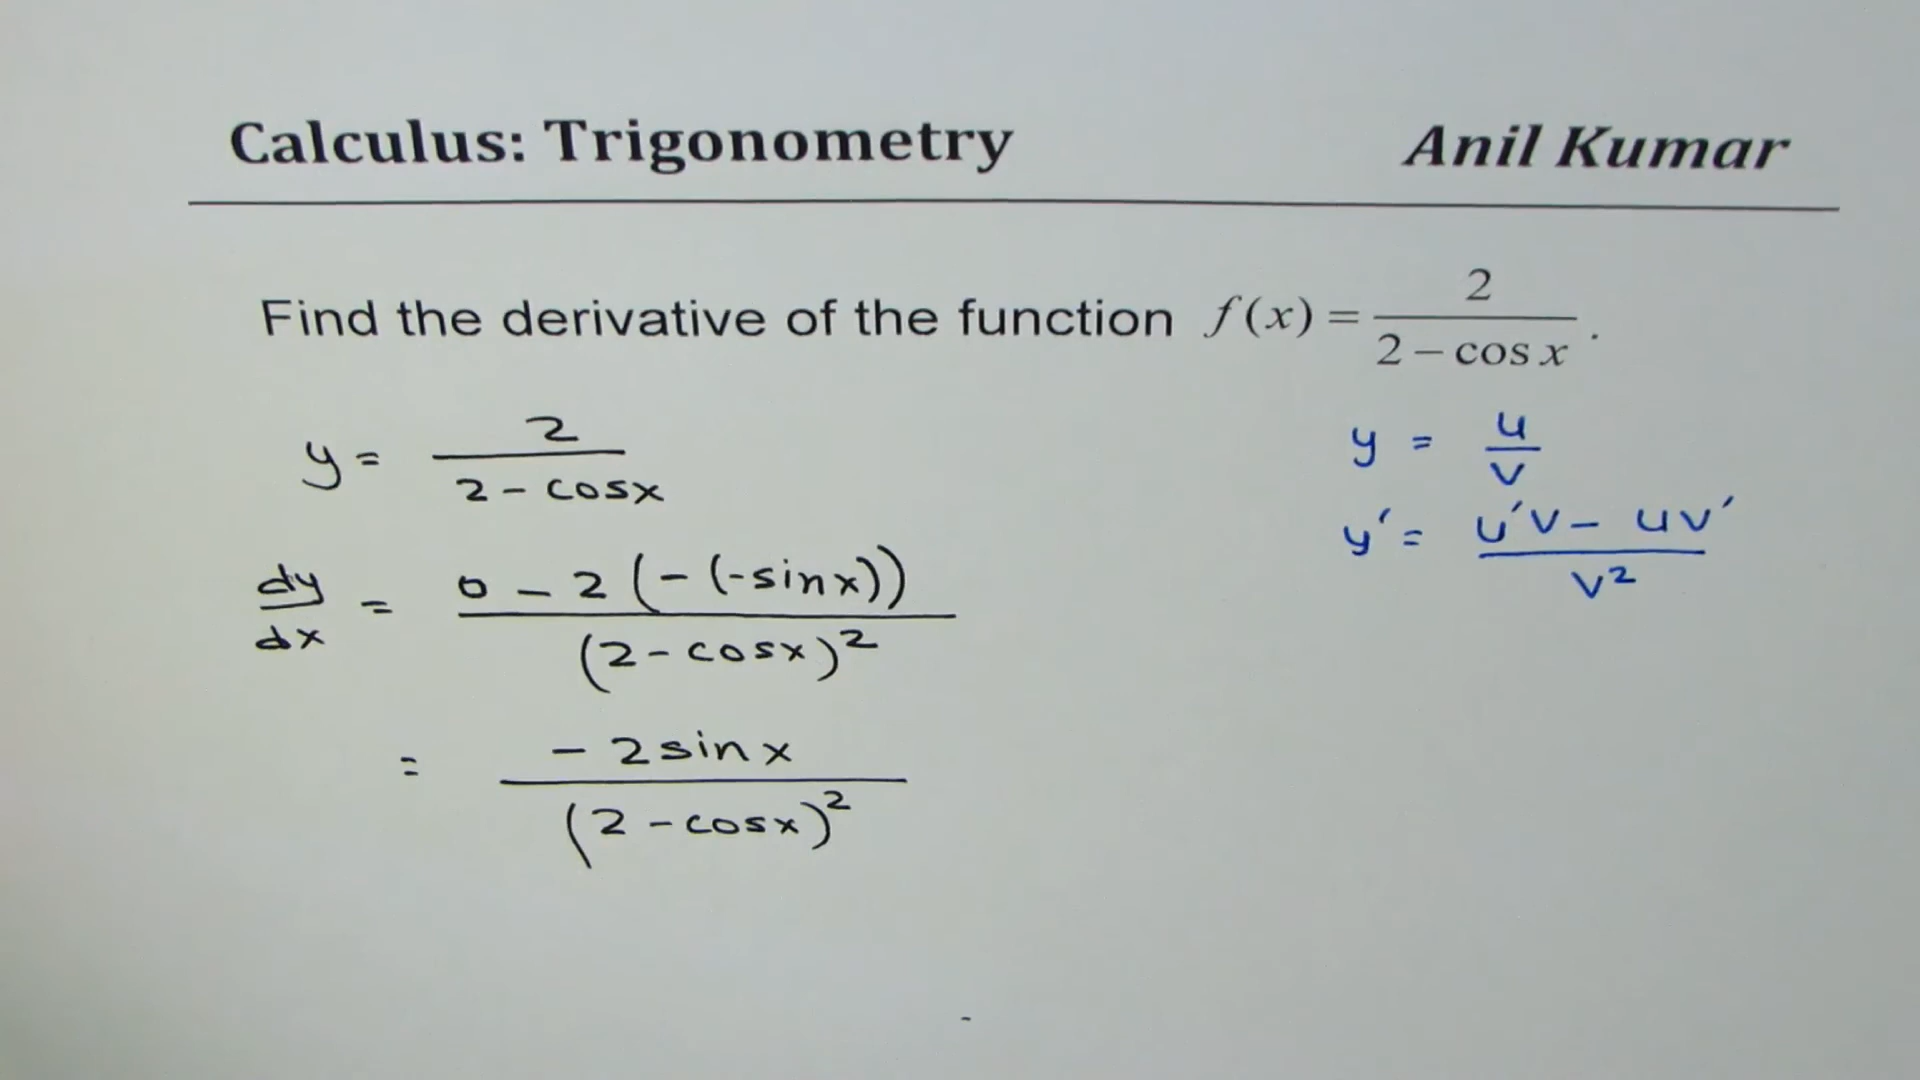 Calculus: Trigonometry Anil Kumar
Find the derivative of the function f(x) = 2/(2 − cos x).
y = 2/(2 - cosx)
y = u/v
y' = (u'v - uv')/v²
dy/dx = (0 - 2(-(-sinx)))/(2-cosx)²
= (-2sinx)/(2-cosx)²